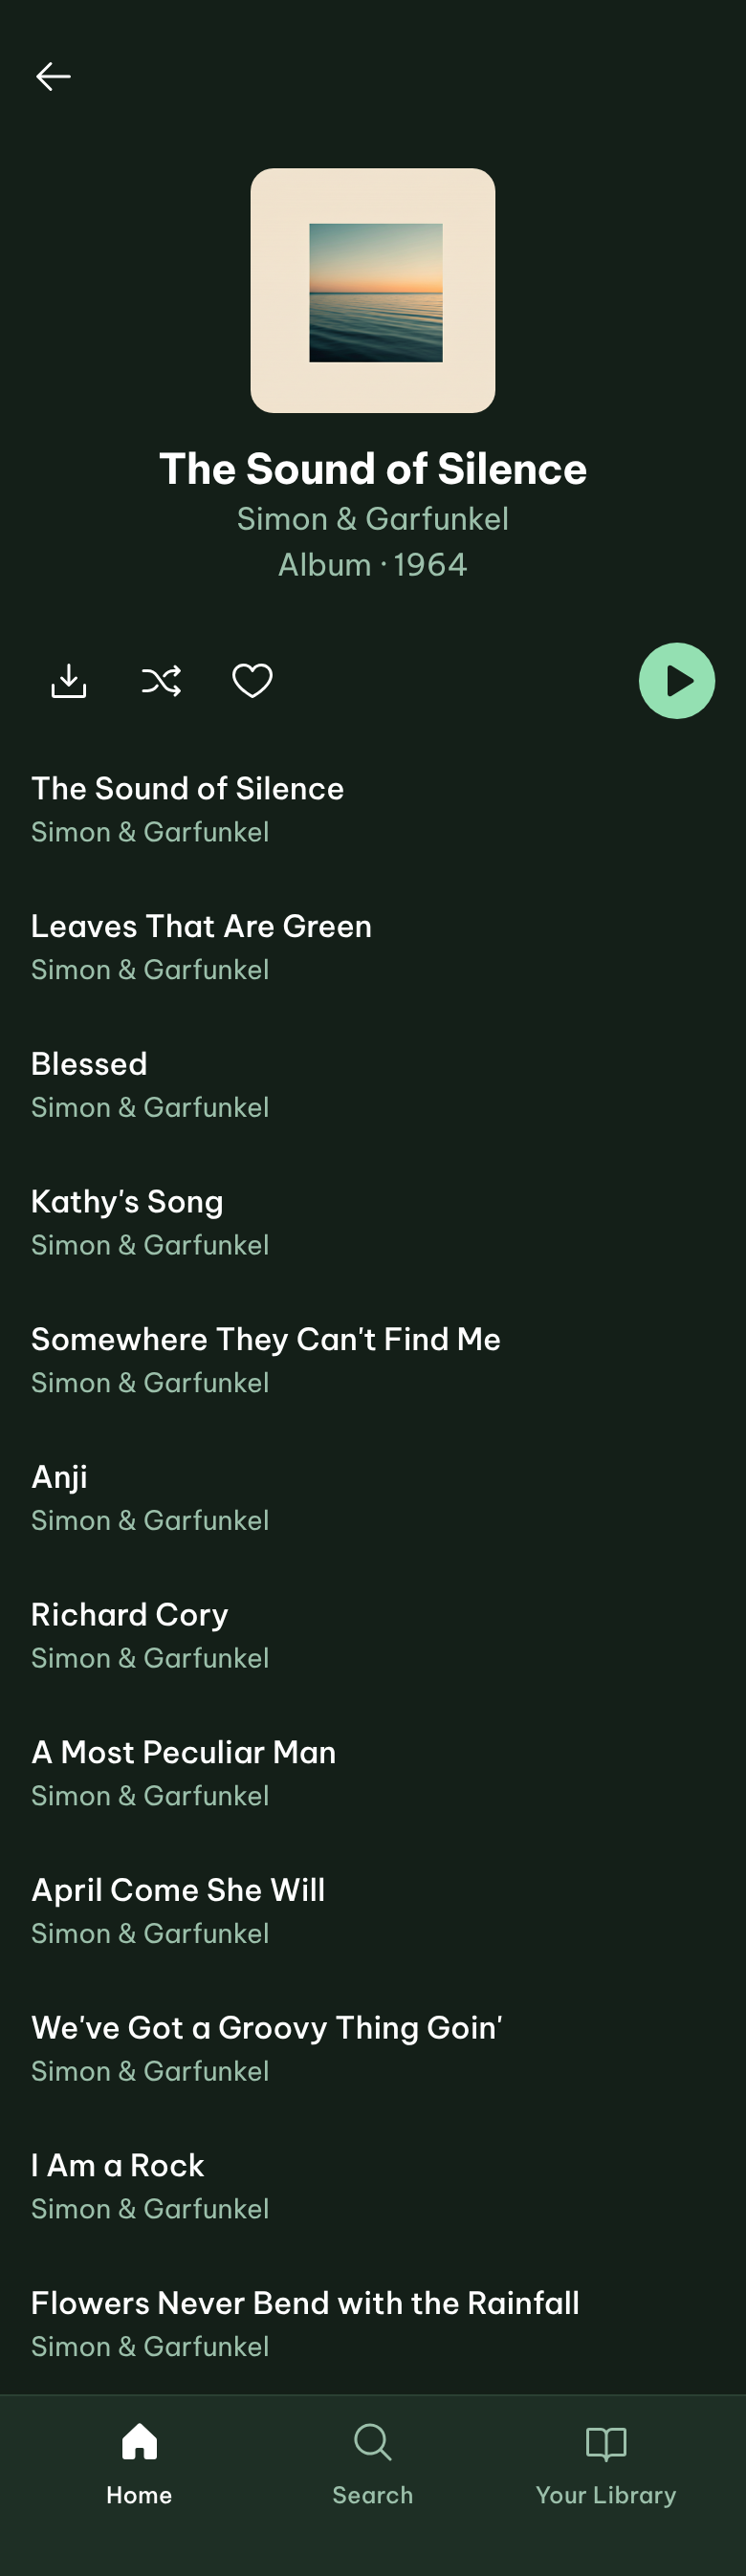 The Sound of Silence
Simon & Garfunkel
Album · 1964
The Sound of Silence
Simon & Garfunkel
Leaves That Are Green
Simon & Garfunkel
Blessed
Simon & Garfunkel
Kathy's Song
Simon & Garfunkel
Somewhere They Can't Find Me
Simon & Garfunkel
Anji
Simon & Garfunkel
Richard Cory
Simon & Garfunkel
A Most Peculiar Man
Simon & Garfunkel
April Come She Will
Simon & Garfunkel
We've Got a Groovy Thing Goin'
Simon & Garfunkel
I Am a Rock
Simon & Garfunkel
Flowers Never Bend with the Rainfall
Simon & Garfunkel
Home Search Your Library